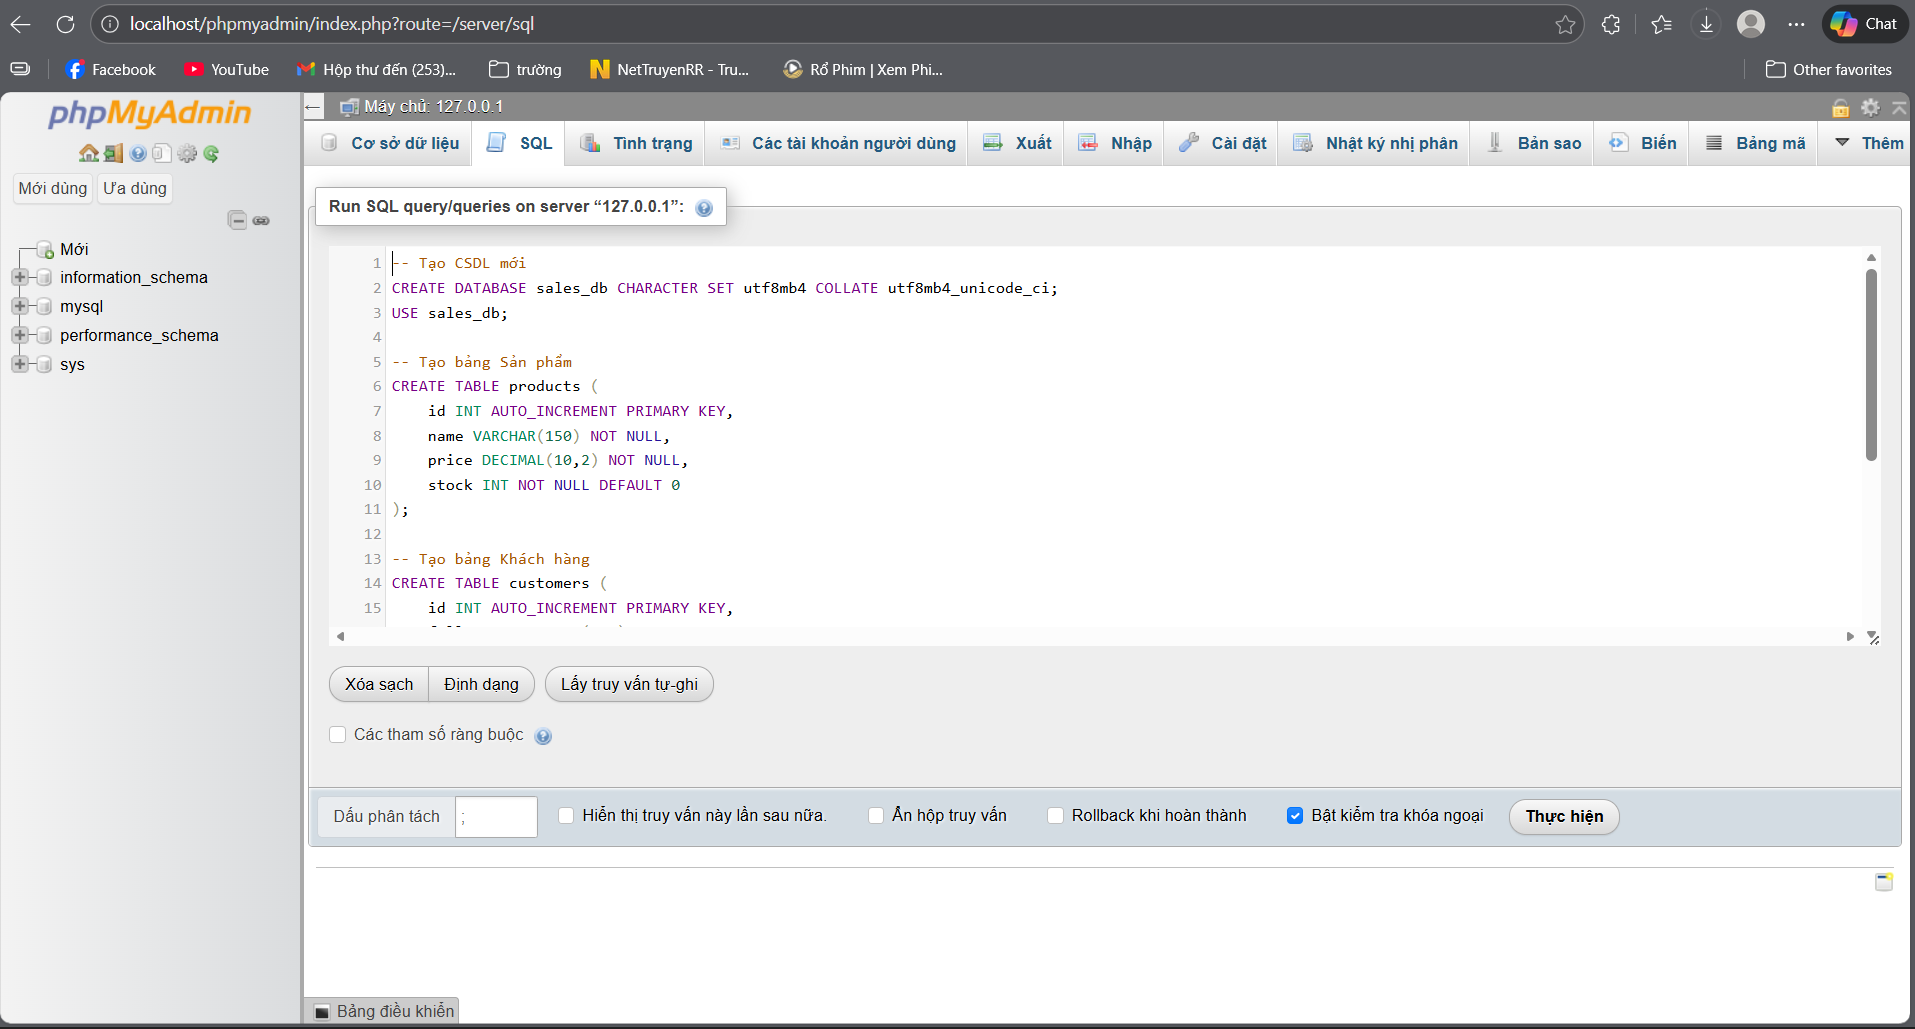 localhost/phpmyadmin/index.php?route=/server/sql
Chat
Facebook
YouTube
Hộp thư đến (253)...
trường
NetTruyenRR - Tru...
Rổ Phim | Xem Phi...
Other favorites
phpMyAdmin
Mới dùng
Ưa dùng
Mới
information_schema
mysql
performance_schema
sys
Máy chủ: 127.0.0.1
Cơ sở dữ liệu
SQL
Tình trạng
Các tài khoản người dùng
Xuất
Nhập
Cài đặt
Nhật ký nhị phân
Bản sao
Biến
Bảng mã
Thêm
Run SQL query/queries on server “127.0.0.1”:
1 -- Tạo CSDL mới
2 CREATE DATABASE sales_db CHARACTER SET utf8mb4 COLLATE utf8mb4_unicode_ci;
3 USE sales_db;
4
5 -- Tạo bảng Sản phẩm
6 CREATE TABLE products (
7     id INT AUTO_INCREMENT PRIMARY KEY,
8     name VARCHAR(150) NOT NULL,
9     price DECIMAL(10,2) NOT NULL,
10     stock INT NOT NULL DEFAULT 0
11 );
12
13 -- Tạo bảng Khách hàng
14 CREATE TABLE customers (
15     id INT AUTO_INCREMENT PRIMARY KEY,
Xóa sạch
Định dạng
Lấy truy vấn tự-ghi
Các tham số ràng buộc
Dấu phân tách
;
Hiển thị truy vấn này lần sau nữa.
Ẩn hộp truy vấn
Rollback khi hoàn thành
Bật kiểm tra khóa ngoại
Thực hiện
Bảng điều khiển